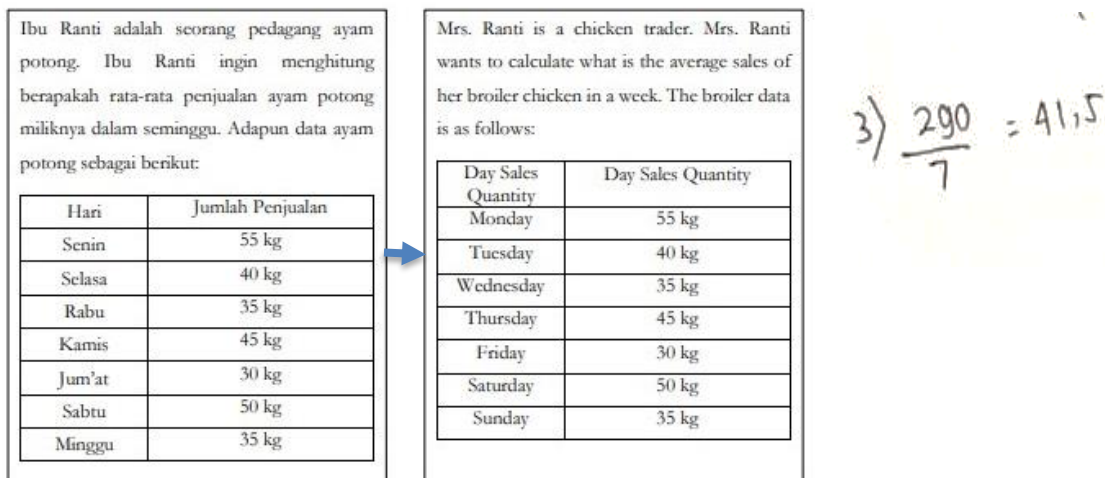 Ibu Ranti adalah seorang pedagang ayam
potong. Ibu Ranti ingin menghitung
berapakah rata-rata penjualan ayam potong
miliknya dalam seminggu. Adapun data ayam
potong sebagai berikut:
Hari Jumlah Penjualan
Senin 55 kg
Selasa 40 kg
Rabu 35 kg
Kamis 45 kg
Jum'at 30 kg
Sabtu 50 kg
Minggu 35 kg
Mrs. Ranti is a chicken trader. Mrs. Ranti
wants to calculate what is the average sales of
her broiler chicken in a week. The broiler data
is as follows:
Day Sales
Quantity
Day Sales Quantity
Monday 55 kg
Tuesday 40 kg
Wednesday 35 kg
Thursday 45 kg
Friday 30 kg
Saturday 50 kg
Sunday 35 kg
3) 290 = 41,5
7